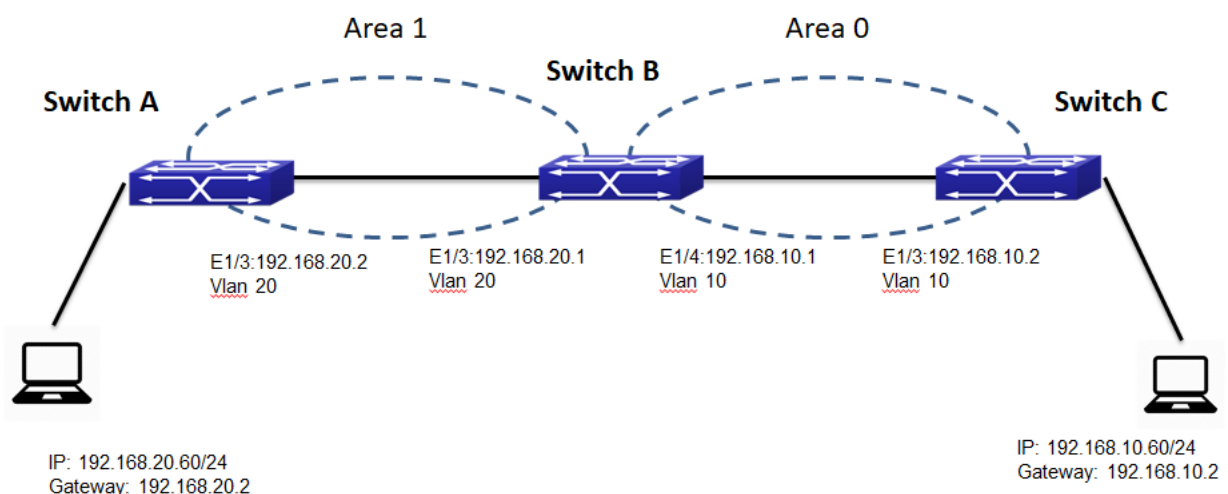 Area 1
Area 0
Switch A
Switch B
Switch C
E1/3:192.168.20.2
Vlan 20
E1/3:192.168.20.1
Vlan 20
E1/4:192.168.10.1
Vlan 10
E1/3:192.168.10.2
Vlan 10
IP: 192.168.20.60/24
Gateway: 192.168.20.2
IP: 192.168.10.60/24
Gateway: 192.168.10.2